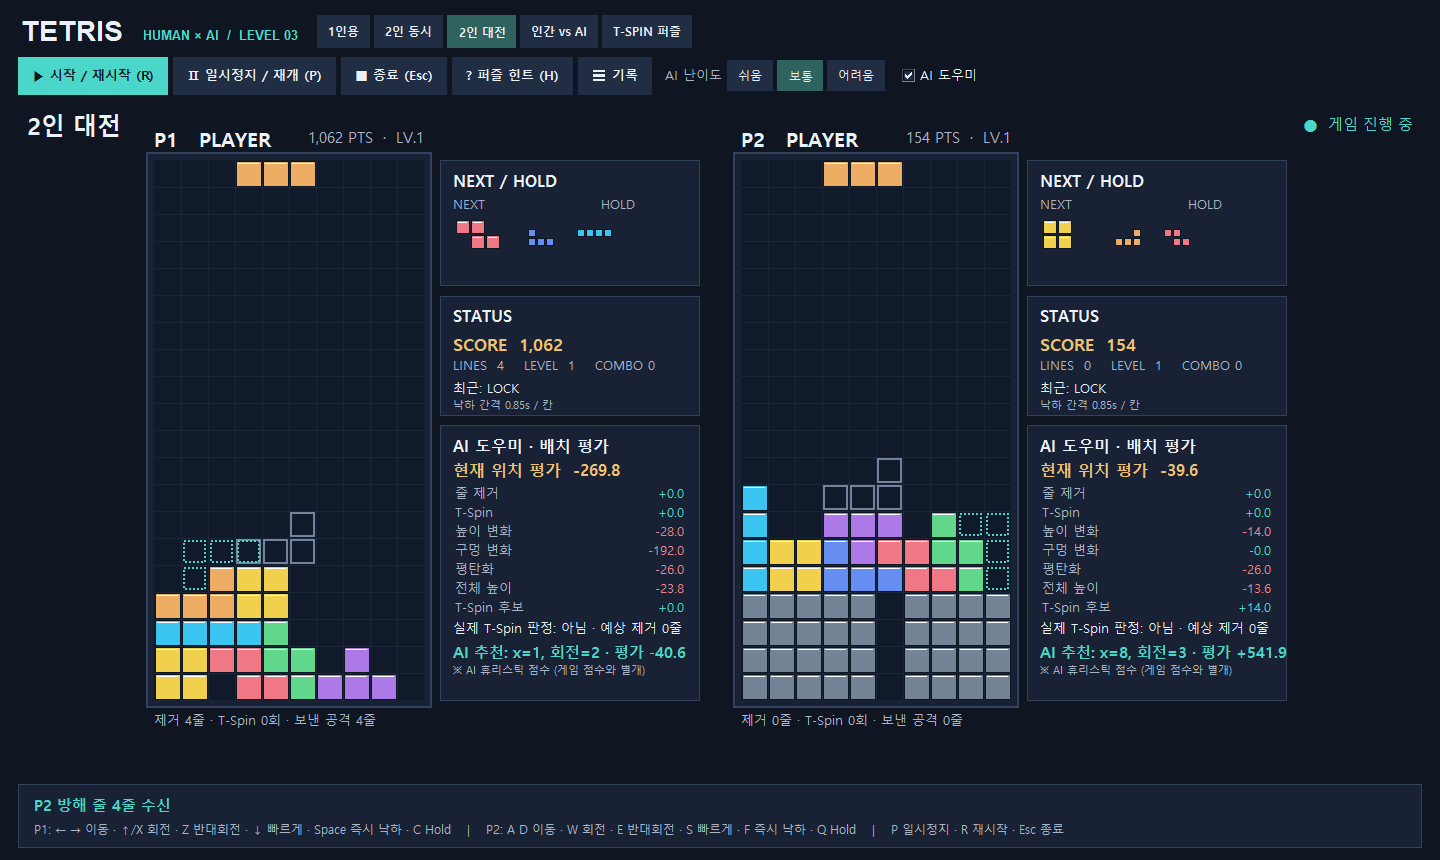 TETRIS HUMAN × AI / LEVEL 03 1인용 2인 동시 2인 대전 인간 vs AI T-SPIN 퍼즐
▶ 시작 / 재시작 (R) Ⅱ 일시정지 / 재개 (P) ■ 종료 (Esc) ? 퍼즐 힌트 (H) ☰ 기록 AI 난이도 쉬움 보통 어려움 AI 도우미
2인 대전
● 게임 진행 중
P1 PLAYER 1,062 PTS · LV.1
NEXT / HOLD
NEXT HOLD
STATUS
SCORE 1,062
LINES 4 LEVEL 1 COMBO 0
최근: LOCK
낙하 간격 0.85s / 칸
AI 도우미 · 배치 평가
현재 위치 평가 -269.8
줄 제거 +0.0
T-Spin +0.0
높이 변화 -28.0
구멍 변화 -192.0
평탄화 -26.0
전체 높이 -23.8
T-Spin 후보 +0.0
실제 T-Spin 판정: 아님 · 예상 제거 0줄
AI 추천: x=1, 회전=2 · 평가 -40.6
※ AI 휴리스틱 점수 (게임 점수와 별개)
제거 4줄 · T-Spin 0회 · 보낸 공격 4줄
P2 PLAYER 154 PTS · LV.1
NEXT / HOLD
NEXT HOLD
STATUS
SCORE 154
LINES 0 LEVEL 1 COMBO 0
최근: LOCK
낙하 간격 0.85s / 칸
AI 도우미 · 배치 평가
현재 위치 평가 -39.6
줄 제거 +0.0
T-Spin +0.0
높이 변화 -14.0
구멍 변화 -0.0
평탄화 -26.0
전체 높이 -13.6
T-Spin 후보 +14.0
실제 T-Spin 판정: 아님 · 예상 제거 0줄
AI 추천: x=8, 회전=3 · 평가 +541.9
※ AI 휴리스틱 점수 (게임 점수와 별개)
제거 0줄 · T-Spin 0회 · 보낸 공격 0줄
P2 방해 줄 4줄 수신
P1: ← → 이동 · ↑/X 회전 · Z 반대회전 · ↓ 빠르게 · Space 즉시 낙하 · C Hold | P2: A D 이동 · W 회전 · E 반대회전 · S 빠르게 · F 즉시 낙하 · Q Hold | P 일시정지 · R 재시작 · Esc 종료